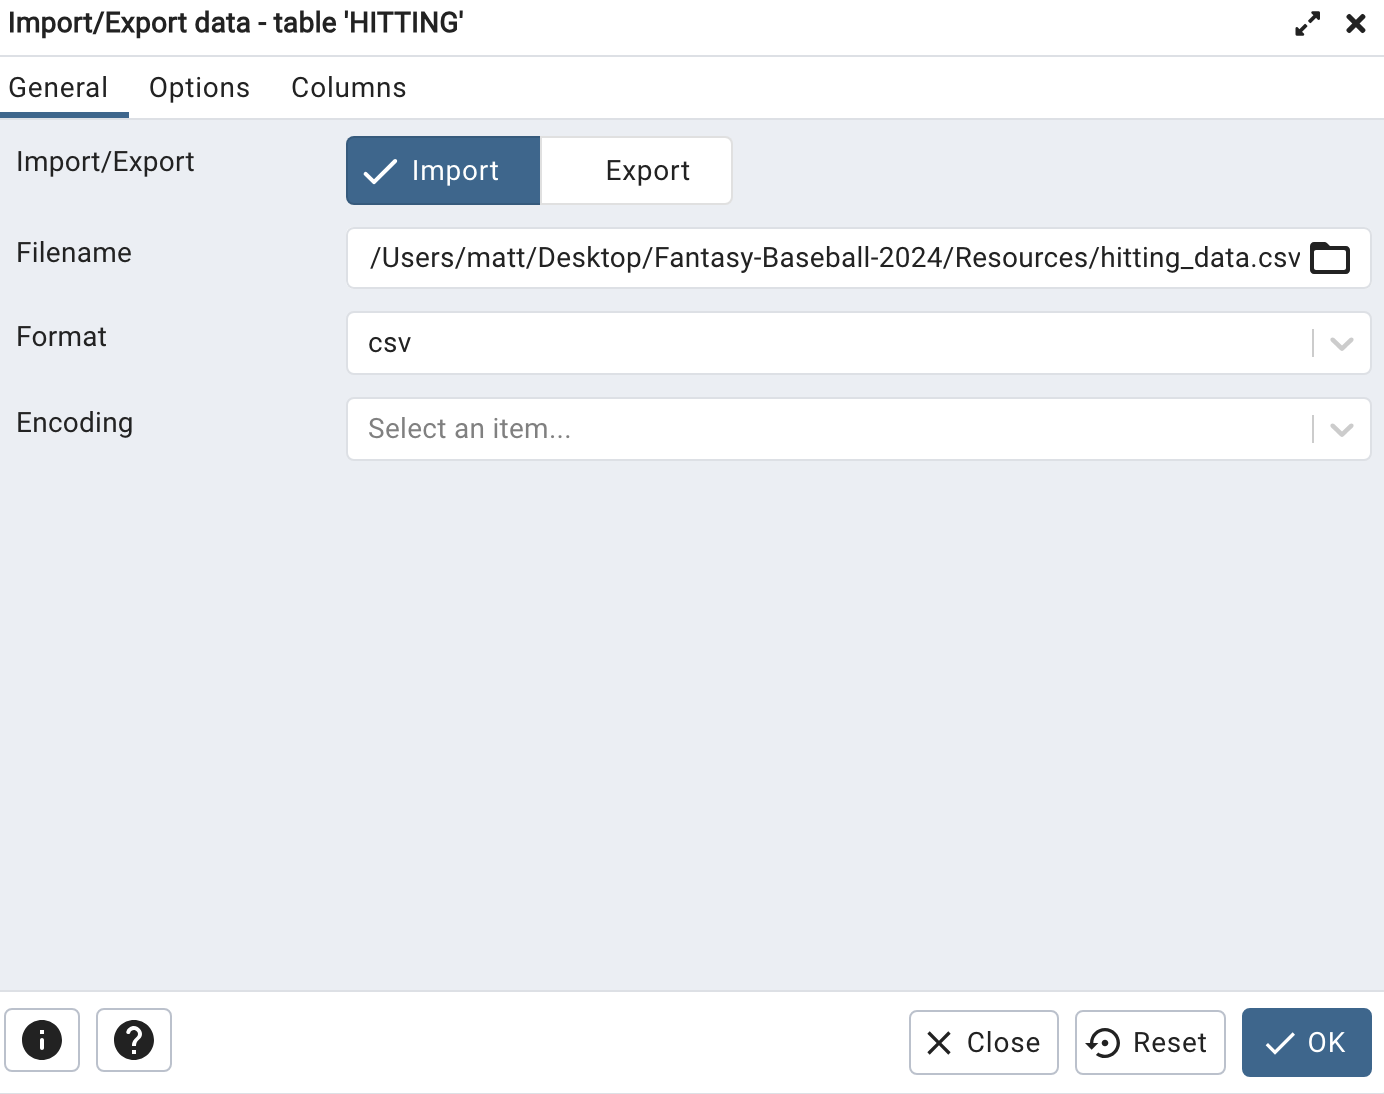 Import/Export data - table 'HITTING'
General Options Columns
Import/Export Import Export
Filename /Users/matt/Desktop/Fantasy-Baseball-2024/Resources/hitting_data.csv
Format csv
Encoding Select an item...
Close Reset OK